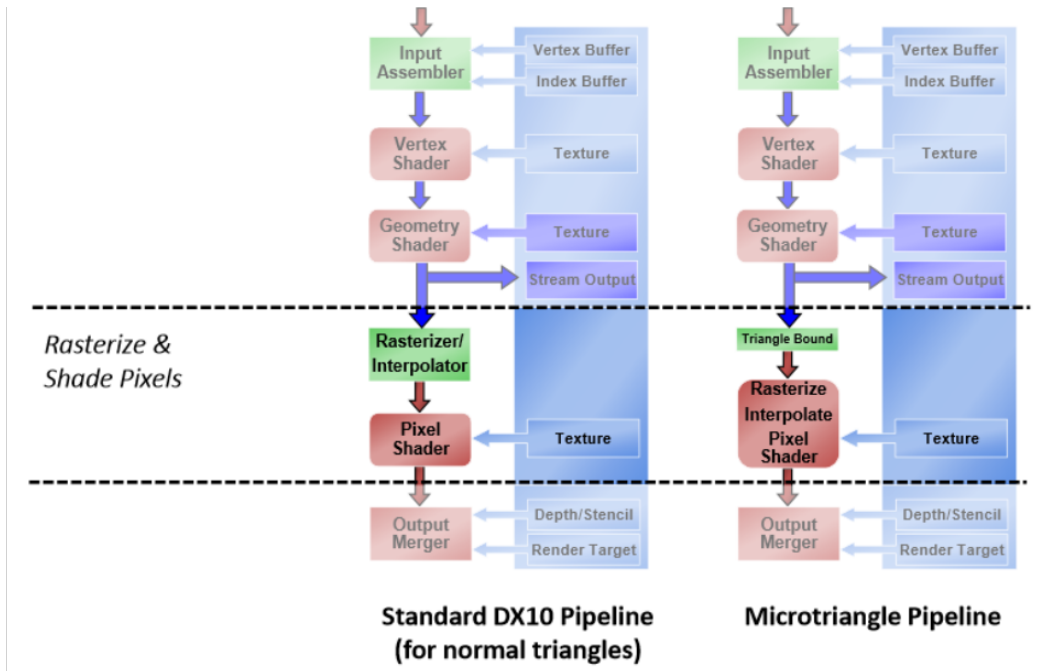 Input
Assembler
Vertex Buffer
Index Buffer
Vertex
Shader
Texture
Geometry
Shader
Texture
Stream Output
Rasterizer/
Interpolator
Pixel
Shader
Texture
Output
Merger
Depth/Stencil
Render Target
Standard DX10 Pipeline
(for normal triangles)
Rasterize &
Shade Pixels
Input
Assembler
Vertex Buffer
Index Buffer
Vertex
Shader
Texture
Geometry
Shader
Texture
Stream Output
Triangle Bound
Rasterize
Interpolate
Pixel
Shader
Texture
Output
Merger
Depth/Stencil
Render Target
Microtriangle Pipeline